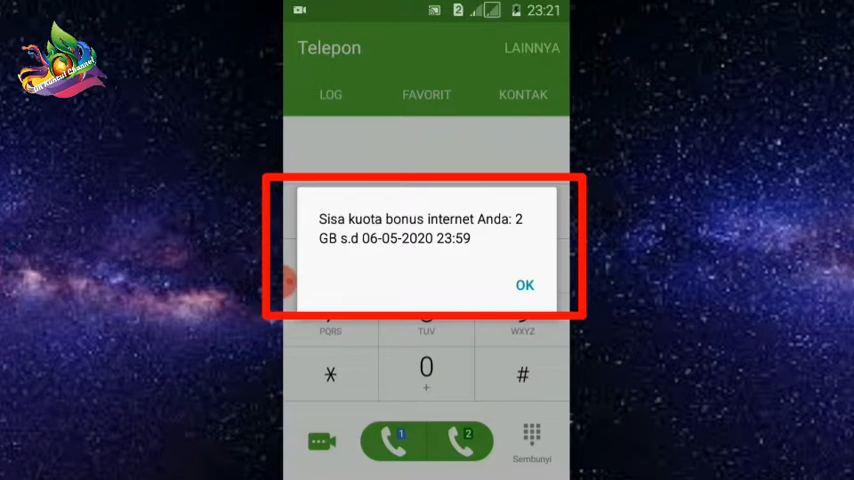 2 23:21
Telepon LAINNYA
LOG FAVORIT KONTAK
Sisa kuota bonus internet Anda: 2
GB s.d 06-05-2020 23:59
OK
PQRS TUV WXYZ
* 0 #
+
1 2
Sembunyi